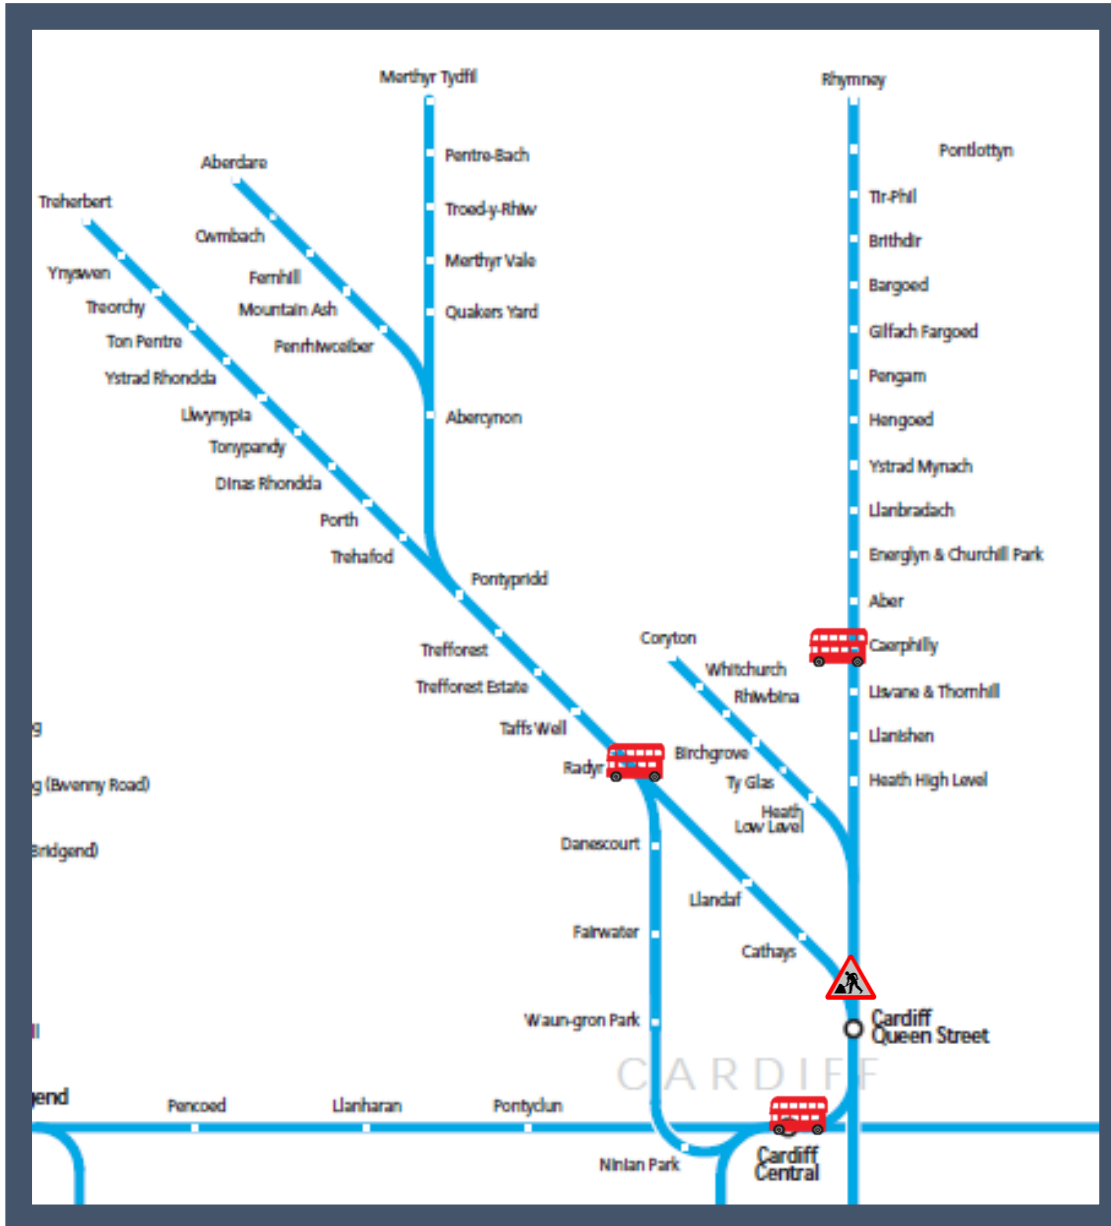 Merthyr Tydfil
Rhymney
Pentre-Bach
Pontlottyn
Aberdare
Treherbert
Tir-Phil
Troed-y-Rhiw
Cwmbach
Brithdir
Ynyswen
Merthyr Vale
Fernhill
Bargoed
Treorchy
Mountain Ash
Quakers Yard
Gilfach Fargoed
Ton Pentre
Penrhiwceiber
Ystrad Rhondda
Pengam
Llwynypia
Abercynon
Hengoed
Tonypandy
Ystrad Mynach
Dinas Rhondda
Llanbradach
Porth
Trehafod
Energlyn & Churchill Park
Pontypridd
Aber
Coryton
Trefforest
Caerphilly
Whitchurch
Trefforest Estate
Lisvane & Thornhill
Rhiwbina
Taffs Well
g
Llanishen
Birchgrove
Radyr
g (Ewenny Road)
Ty Glas
Heath High Level
Heath
Low Level
Danescourt
Bridgend)
Llandaf
Fairwater
Cathays
Waun-gron Park
ll
Cardiff
Queen Street
CARDIFF
gend
Pencoed
Llanharan
Pontyclun
Ninian Park
Cardiff
Central